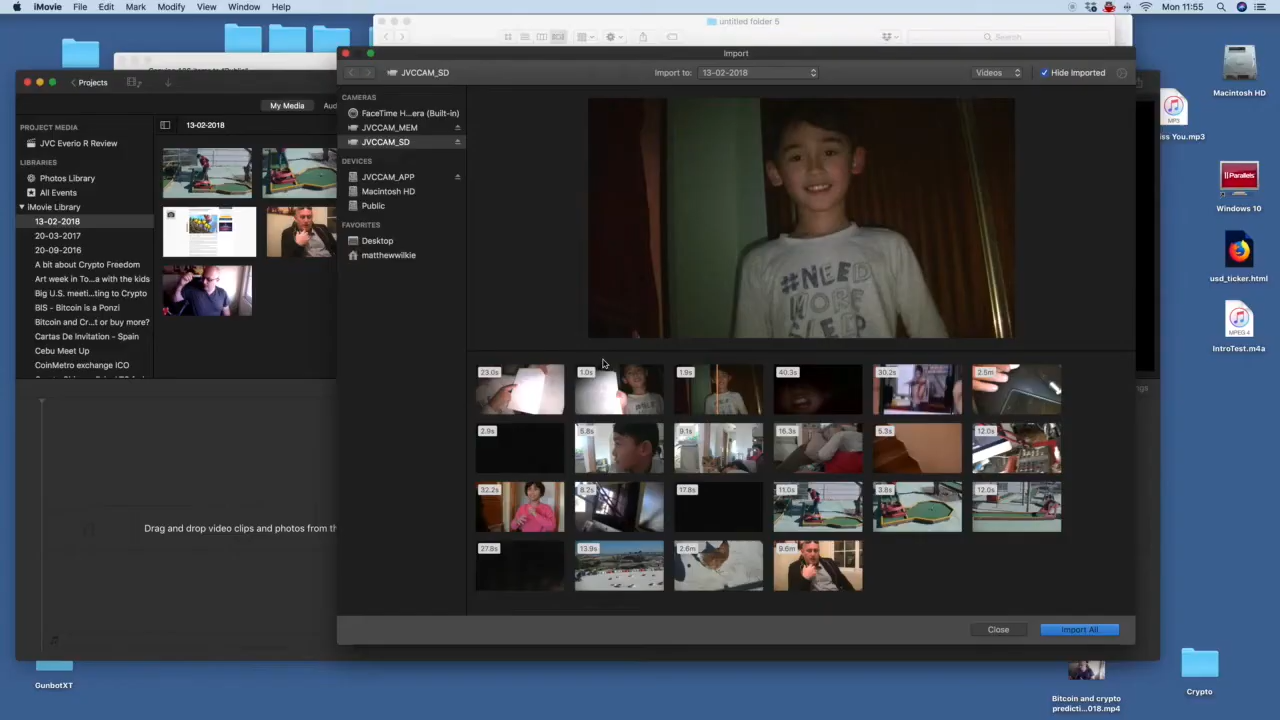 iMovie File Edit Mark Modify View Window Help
Mon 11:55
untitled folder 5
Search
Import
JVCCAM_SD
Import to: 13-02-2018
Videos
Hide Imported
Projects
My Media
Aud
PROJECT MEDIA
JVC Everio R Review
LIBRARIES
Photos Library
All Events
iMovie Library
13-02-2018
20-03-2017
20-09-2016
A bit about Crypto Freedom
Art week in To...a with the kids
Big U.S. meeti...ting to Crypto
BIS - Bitcoin is a Ponzi
Bitcoin and Cr...t or buy more?
Cartas De Invitation - Spain
Cebu Meet Up
CoinMetro exchange ICO
13-02-2018
CAMERAS
FaceTime H...era (Built-in)
JVCCAM_MEM
JVCCAM_SD
DEVICES
JVCCAM_APP
Macintosh HD
Public
FAVORITES
Desktop
matthewwilkie
#NEED
MORE
23.0s 1.0s 1.9s 40.3s 30.2s 2.5m
2.9s 5.8s 9.1s 16.3s 5.3s 12.0s
32.2s 8.2s 17.8s 11.0s 3.8s 12.0s
27.8s 13.9s 2.6m 9.6m
Drag and drop video clips and photos from th
Close
Import All
Macintosh HD
MP3
iss You.mp3
Parallels
Windows 10
usd_ticker.html
MPEG 4
IntroTest.m4a
GunbotXT
Bitcoin and crypto
predicti...018.mp4
Crypto